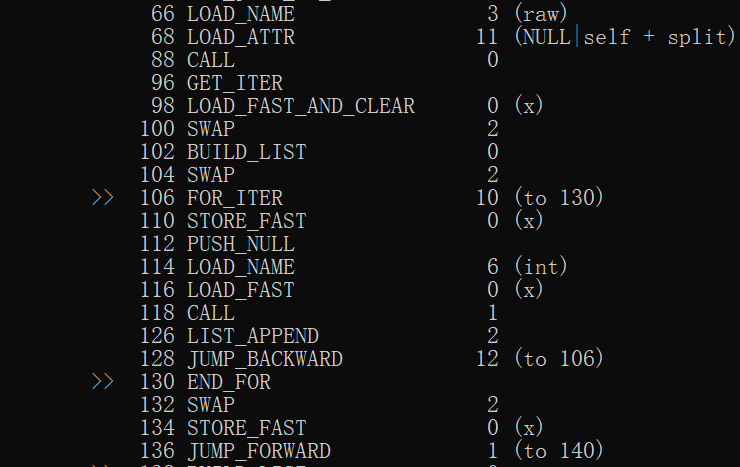 66 LOAD_NAME 3 (raw)
68 LOAD_ATTR 11 (NULL|self + split)
88 CALL 0
96 GET_ITER
98 LOAD_FAST_AND_CLEAR 0 (x)
100 SWAP 2
102 BUILD_LIST 0
104 SWAP 2
>> 106 FOR_ITER 10 (to 130)
110 STORE_FAST 0 (x)
112 PUSH_NULL
114 LOAD_NAME 6 (int)
116 LOAD_FAST 0 (x)
118 CALL 1
126 LIST_APPEND 2
128 JUMP_BACKWARD 12 (to 106)
>> 130 END_FOR
132 SWAP 2
134 STORE_FAST 0 (x)
136 JUMP_FORWARD 1 (to 140)